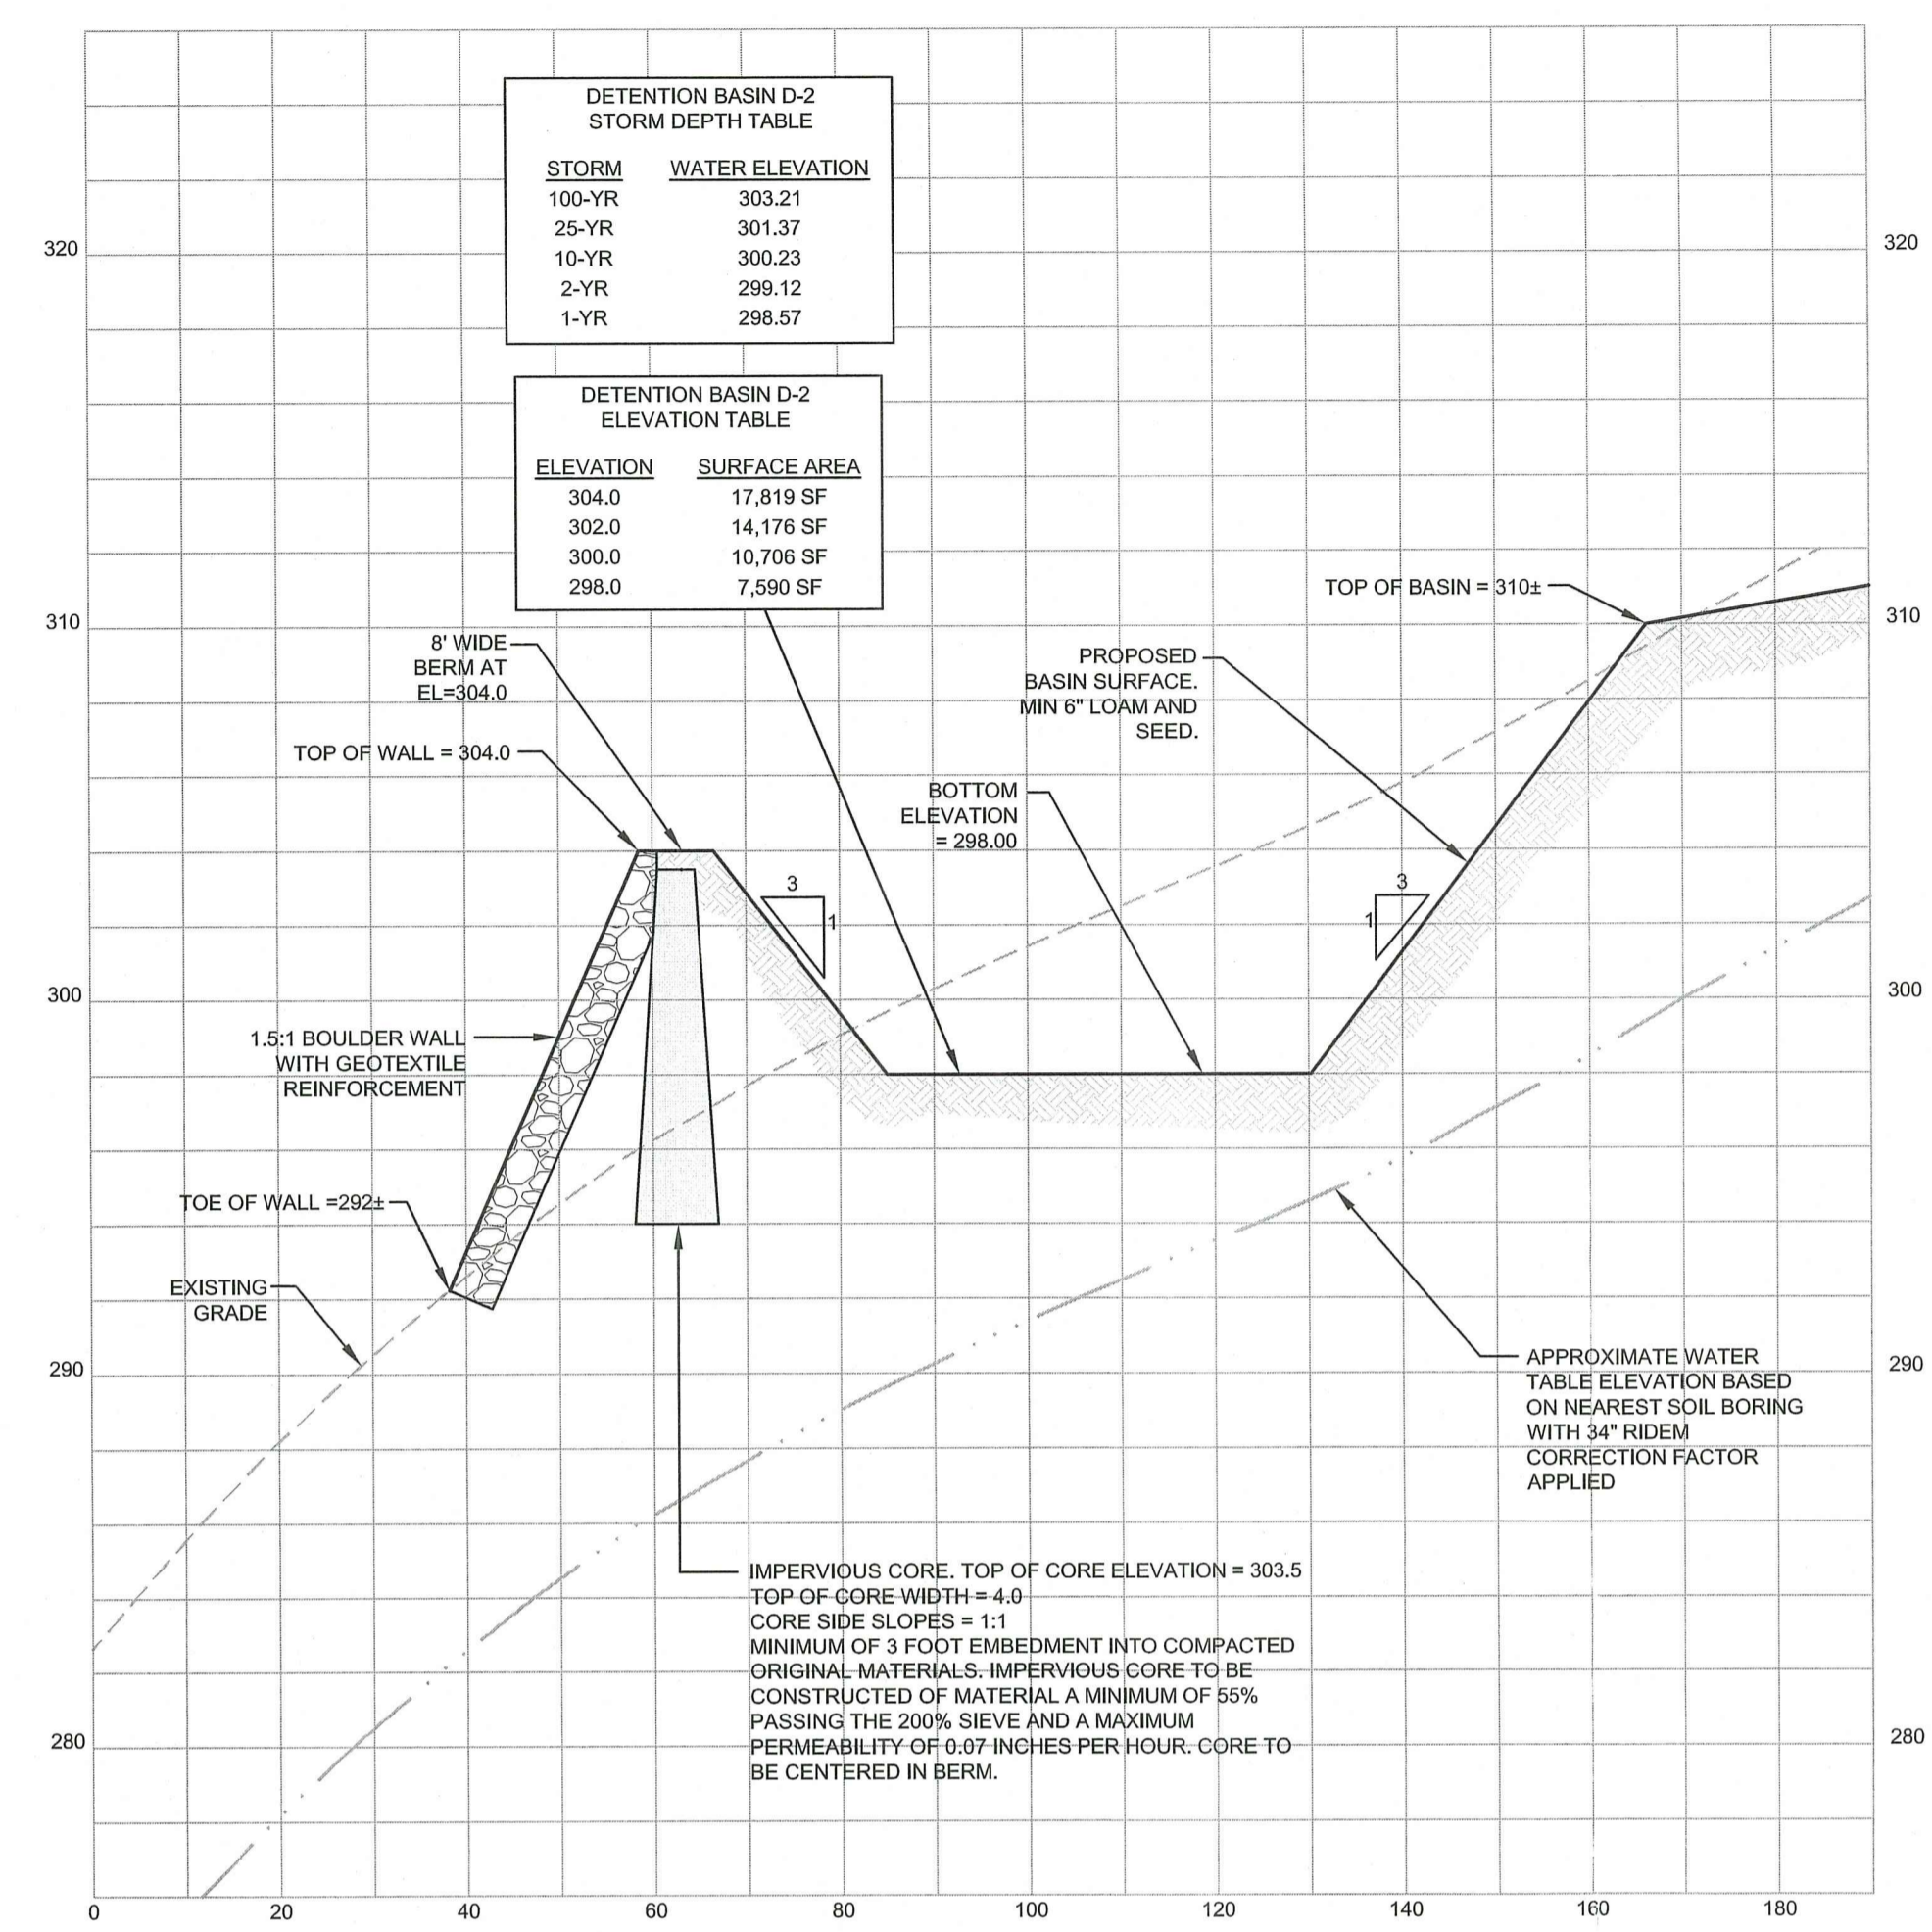 DETENTION BASIN D-2
STORM DEPTH TABLE
STORM WATER ELEVATION
100-YR 303.21
25-YR 301.37
10-YR 300.23
2-YR 299.12
1-YR 298.57
320
320
DETENTION BASIN D-2
ELEVATION TABLE
ELEVATION SURFACE AREA
304.0 17,819 SF
302.0 14,176 SF
300.0 10,706 SF
298.0 7,590 SF
TOP OF BASIN = 310±
310
310
8' WIDE
BERM AT
EL=304.0
PROPOSED
BASIN SURFACE.
MIN 6" LOAM AND
SEED.
TOP OF WALL = 304.0
BOTTOM
ELEVATION
= 298.00
3
1
3
1
300
300
1.5:1 BOULDER WALL
WITH GEOTEXTILE
REINFORCEMENT
TOE OF WALL =292±
EXISTING
GRADE
290
290
APPROXIMATE WATER
TABLE ELEVATION BASED
ON NEAREST SOIL BORING
WITH 34" RIDEM
CORRECTION FACTOR
APPLIED
IMPERVIOUS CORE. TOP OF CORE ELEVATION = 303.5
TOP OF CORE WIDTH = 4.0
CORE SIDE SLOPES = 1:1
MINIMUM OF 3 FOOT EMBEDMENT INTO COMPACTED
ORIGINAL MATERIALS. IMPERVIOUS CORE TO BE
CONSTRUCTED OF MATERIAL A MINIMUM OF 55%
PASSING THE 200% SIEVE AND A MAXIMUM
PERMEABILITY OF 0.07 INCHES PER HOUR. CORE TO
BE CENTERED IN BERM.
280
280
0 20 40 60 80 100 120 140 160 180